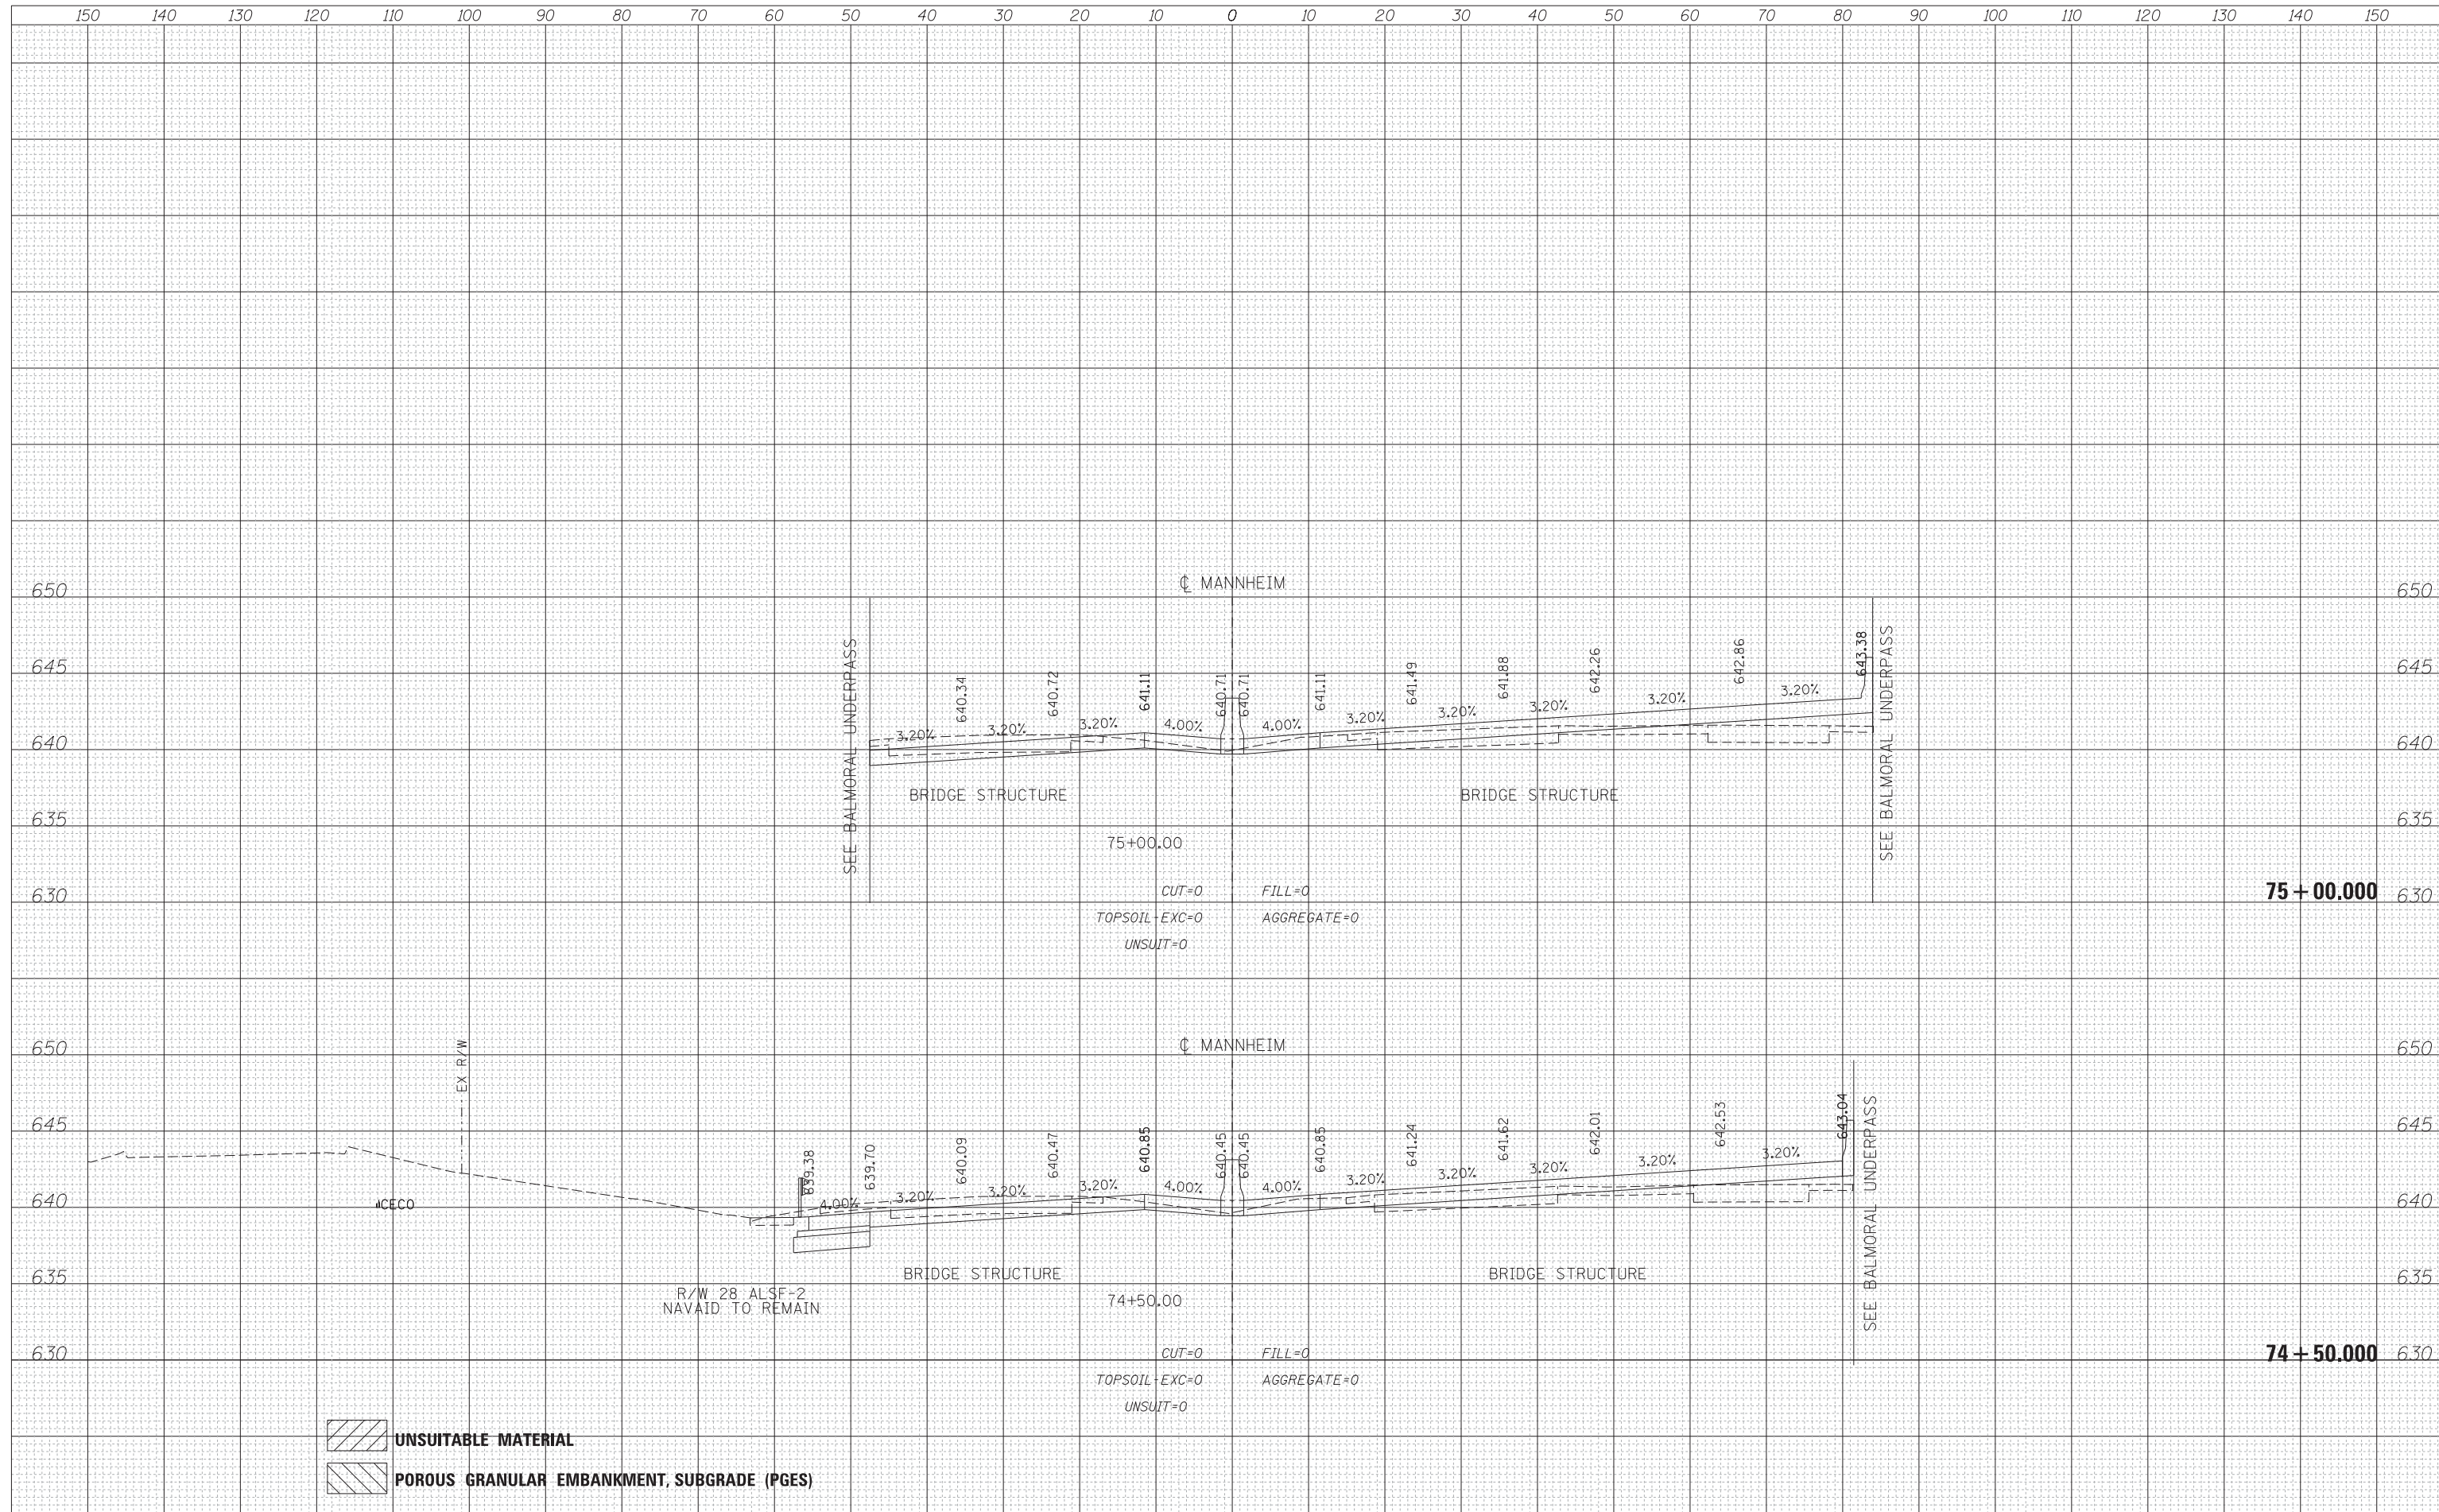 150 140 130 120 110 100 90 80 70 60 50 40 30 20 10 0 10 20 30 40 50 60 70 80 90 100 110 120 130 140 150
650 ℄ MANNHEIM 650
SEE BALMORAL UNDERPASS
640.34
640.72
641.11
640.71
640.71
641.11
641.49
641.88
642.26
642.86
643.38
SEE BALMORAL UNDERPASS
645 645
3.20% 3.20% 3.20% 4.00% 4.00% 3.20% 3.20% 3.20% 3.20% 3.20%
640 640
BRIDGE STRUCTURE BRIDGE STRUCTURE
635 635
75+00.00
630 CUT=0 FILL=0 75+00.000 630
TOPSOIL-EXC=0 AGGREGATE=0
UNSUIT=0
650 ℄ MANNHEIM 650
EX R/W
639.38
639.70
640.09
640.47
640.85
640.45
640.45
640.85
641.24
641.62
642.01
642.53
643.04
SEE BALMORAL UNDERPASS
645 645
4.00% 3.20% 3.20% 3.20% 4.00% 4.00% 3.20% 3.20% 3.20% 3.20% 3.20%
640 CECO 640
BRIDGE STRUCTURE BRIDGE STRUCTURE
635 635
R/W 28 ALSF-2
NAVAID TO REMAIN
74+50.00
630 CUT=0 FILL=0 74+50.000 630
TOPSOIL-EXC=0 AGGREGATE=0
UNSUIT=0
UNSUITABLE MATERIAL
POROUS GRANULAR EMBANKMENT, SUBGRADE (PGES)